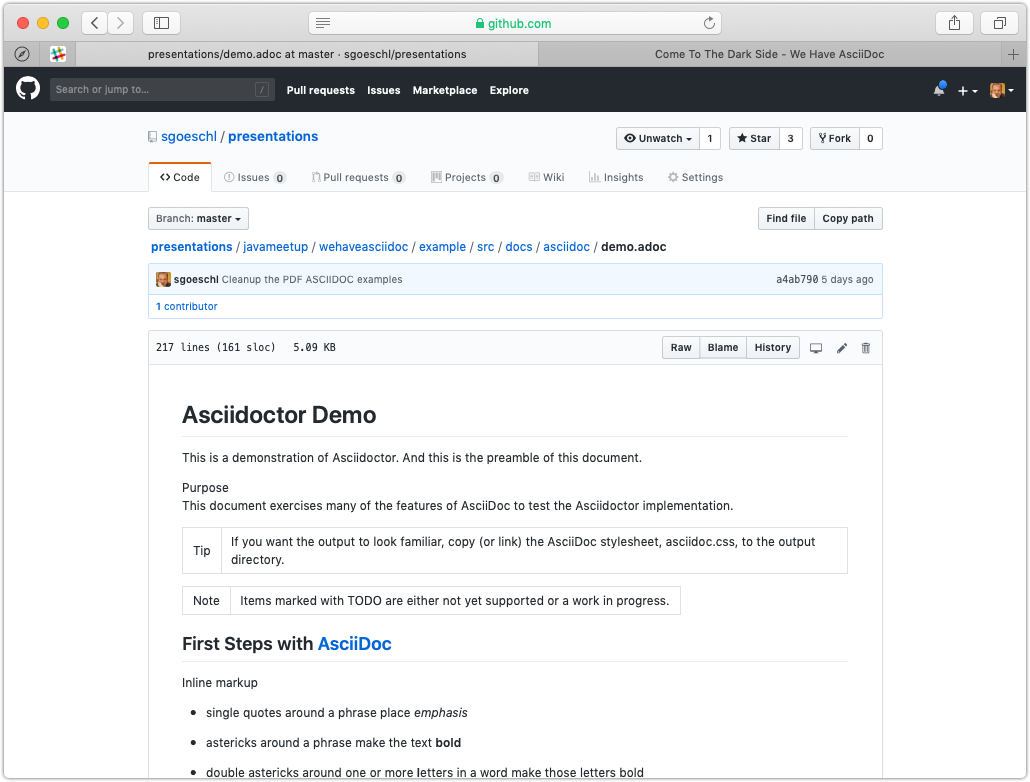 github.com
presentations/demo.adoc at master · sgoeschl/presentations
Come To The Dark Side - We Have AsciiDoc
Search or jump to... /
Pull requests Issues Marketplace Explore
sgoeschl / presentations
Unwatch 1 Star 3 Fork 0
Code Issues 0 Pull requests 0 Projects 0 Wiki Insights Settings
Branch: master Find file Copy path
presentations / javameetup / wehaveasciidoc / example / src / docs / asciidoc / demo.adoc
sgoeschl Cleanup the PDF ASCIIDOC examples a4ab790 5 days ago
1 contributor
217 lines (161 sloc) 5.09 KB Raw Blame History
Asciidoctor Demo
This is a demonstration of Asciidoctor. And this is the preamble of this document.
Purpose
This document exercises many of the features of AsciiDoc to test the Asciidoctor implementation.
Tip If you want the output to look familiar, copy (or link) the AsciiDoc stylesheet, asciidoc.css, to the output
directory.
Note Items marked with TODO are either not yet supported or a work in progress.
First Steps with AsciiDoc
Inline markup
• single quotes around a phrase place emphasis
• astericks around a phrase make the text bold
• double astericks around one or more letters in a word make those letters bold